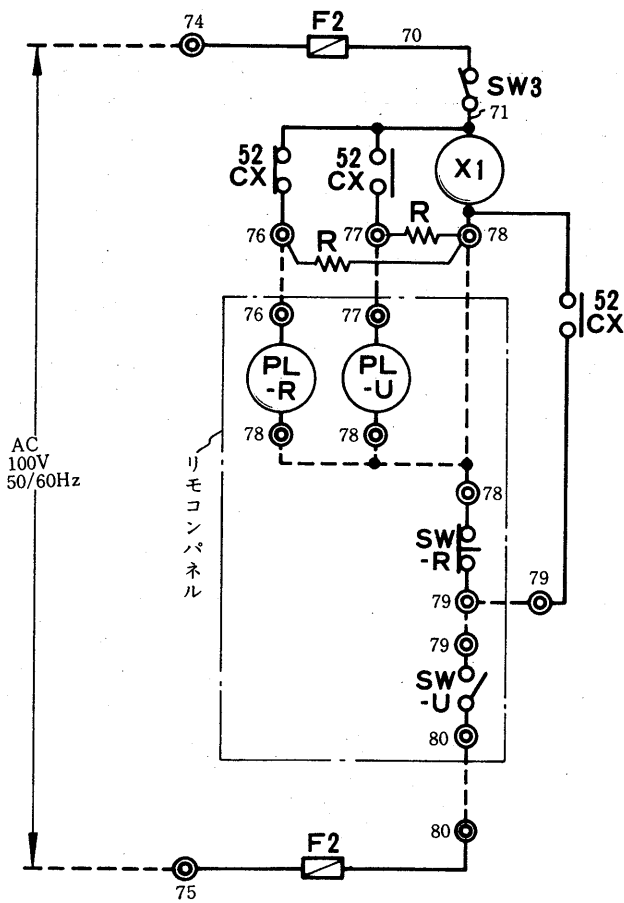 74
F2
70
SW3
71
52
CX
52
CX
X1
76
R
77
R
78
52
CX
76
77
PL
-R
PL
-U
78
78
AC
100V
50/60Hz
リモコンパネル
78
SW
-R
79
79
79
SW
-U
80
80
F2
75